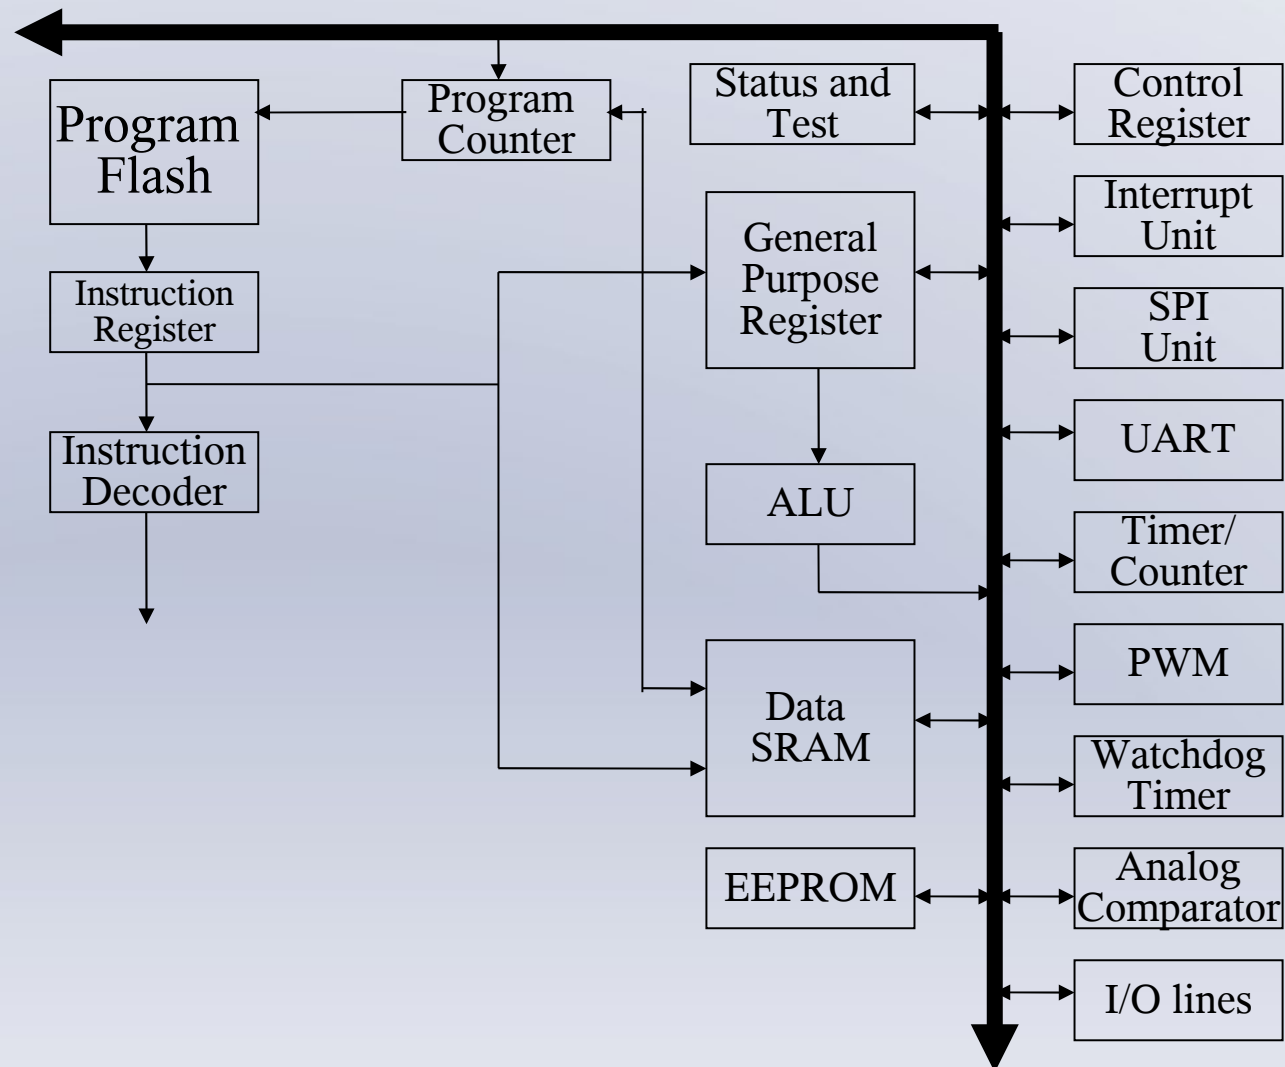 Program
Flash
Program
Counter
Status and
Test
Control
Register
Instruction
Register
General
Purpose
Register
Interrupt
Unit
SPI
Unit
Instruction
Decoder
ALU
UART
Timer/
Counter
Data
SRAM
PWM
Watchdog
Timer
EEPROM
Analog
Comparator
I/O lines